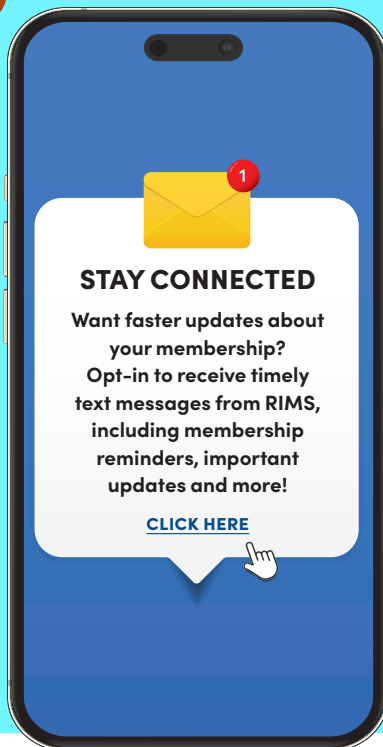 1
STAY CONNECTED
Want faster updates about
your membership?
Opt-in to receive timely
text messages from RIMS,
including membership
reminders, important
updates and more!
CLICK HERE